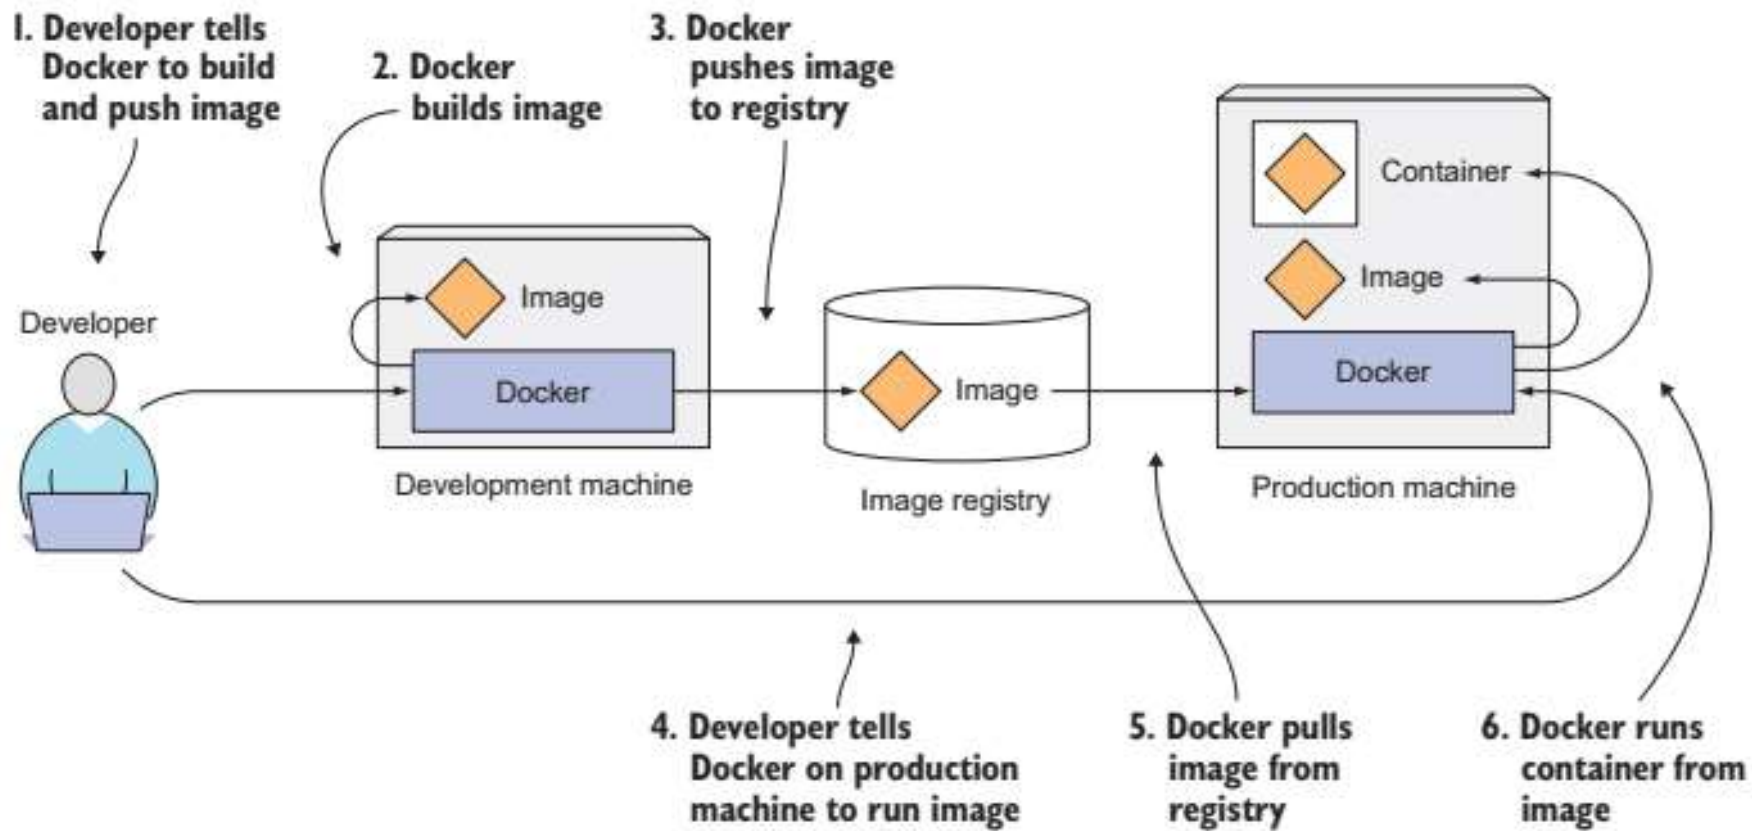 1. Developer tells
Docker to build
and push image
2. Docker
builds image
3. Docker
pushes image
to registry
Developer
Image
Docker
Development machine
Image
Image registry
Container
Image
Docker
Production machine
4. Developer tells
Docker on production
machine to run image
5. Docker pulls
image from
registry
6. Docker runs
container from
image